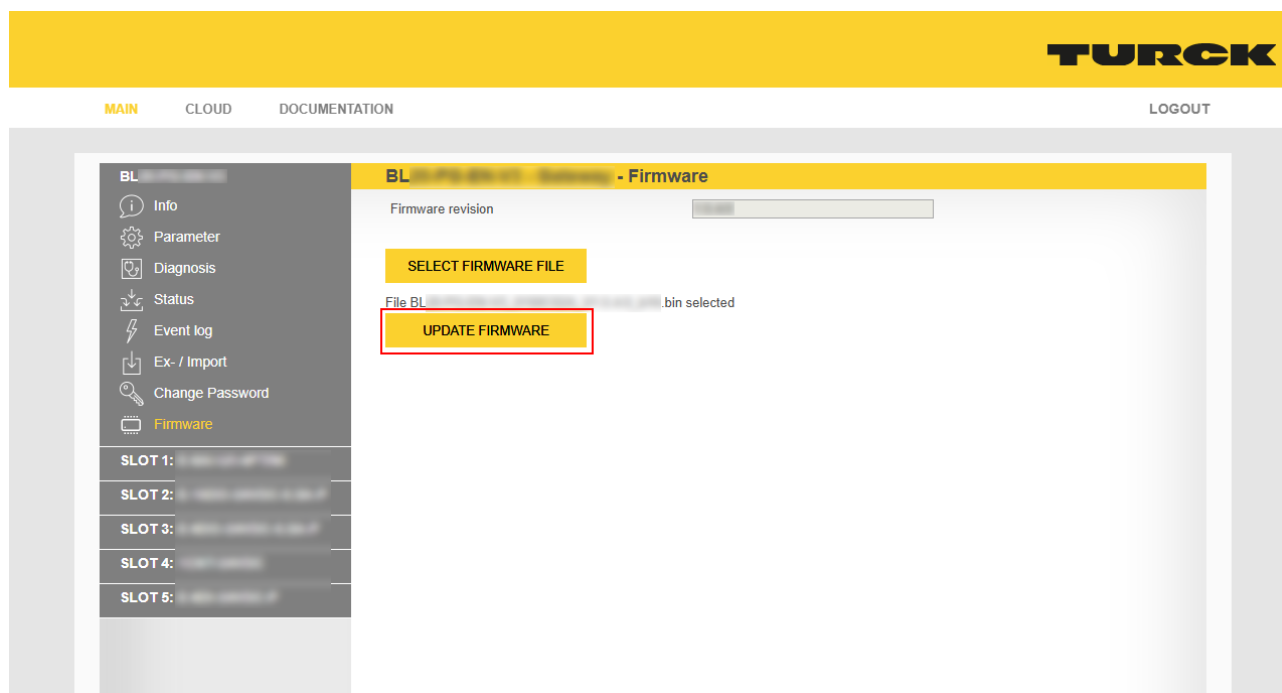 TURCK
MAIN CLOUD DOCUMENTATION LOGOUT
BL
Info
Parameter
Diagnosis
Status
Event log
Ex- / Import
Change Password
Firmware
SLOT 1:
SLOT 2:
SLOT 3:
SLOT 4:
SLOT 5:
BL - Firmware
Firmware revision
SELECT FIRMWARE FILE
File BL .bin selected
UPDATE FIRMWARE